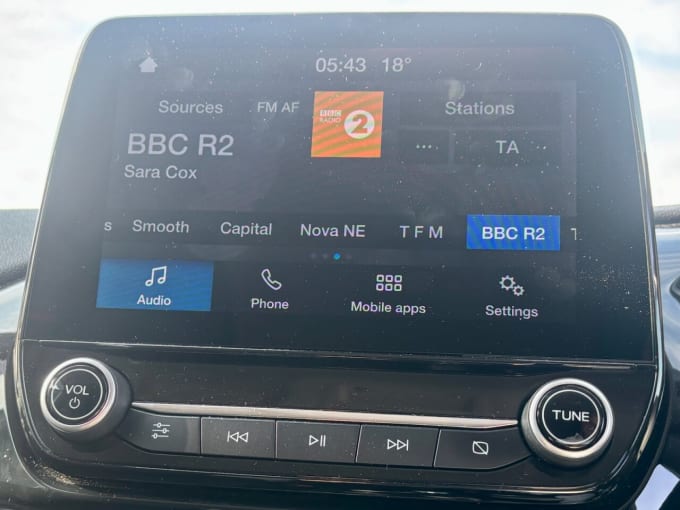 05:43 18°
Sources FM AF BBC RADIO 2 Stations
BBC R2 ... TA
Sara Cox
s Smooth Capital Nova NE T F M BBC R2
Audio Phone Mobile apps Settings
VOL TUNE